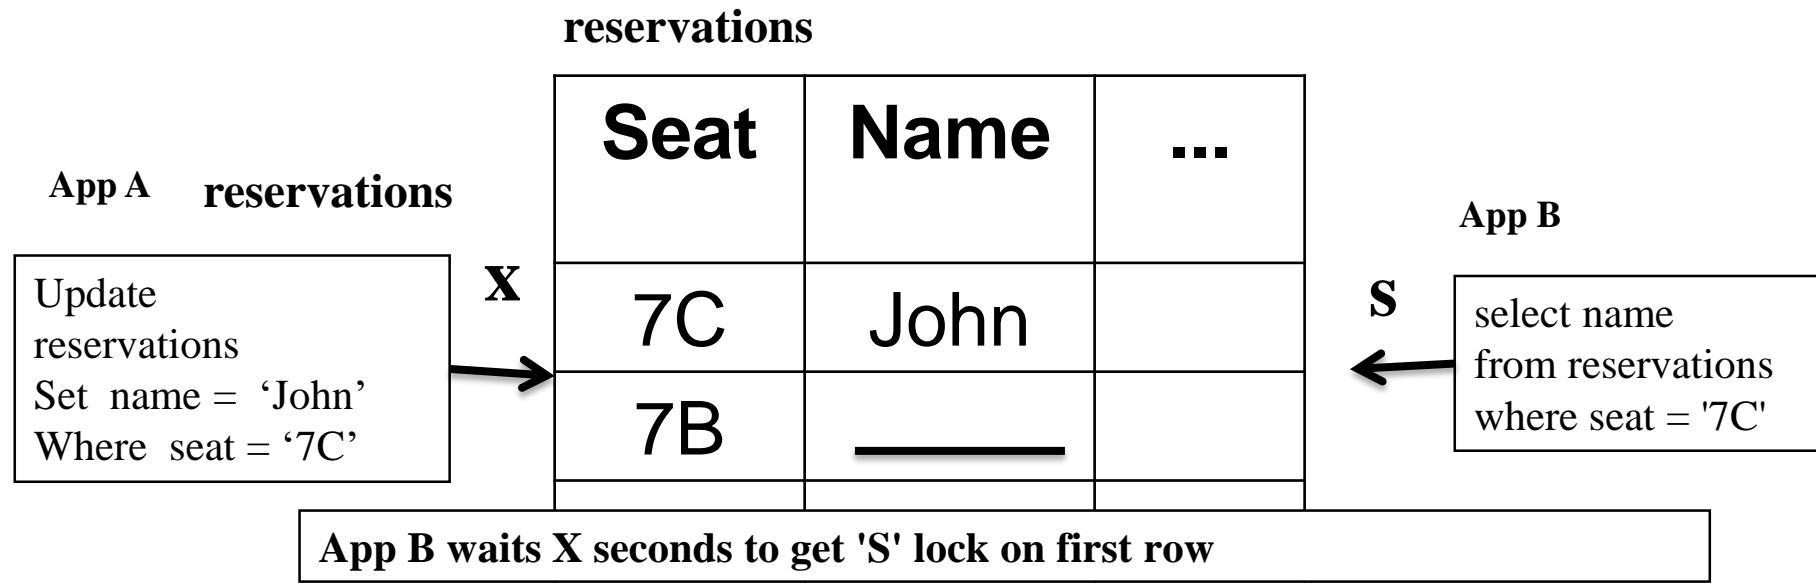 reservations
Seat Name ...
App A reservations
App B
Update
reservations
Set name = ‘John’
Where seat = ‘7C’
X
7C John
7B
S
select name
from reservations
where seat = '7C'
App B waits X seconds to get 'S' lock on first row